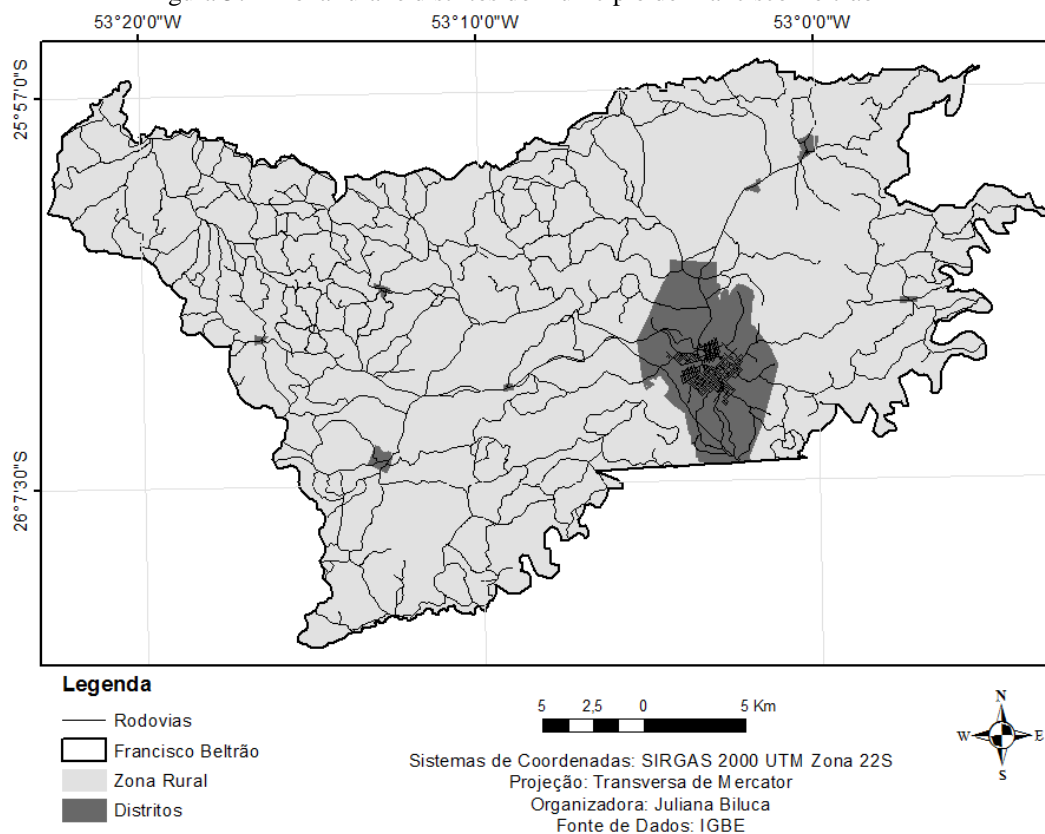 53°20'0"W 53°10'0"W 53°0'0"W
25°57'0"S
26°7'30"S
Legenda
Rodovias
Francisco Beltrão
Zona Rural
Distritos
5 2,5 0 5 Km
Sistemas de Coordenadas: SIRGAS 2000 UTM Zona 22S
Projeção: Transversa de Mercator
Organizadora: Juliana Biluca
Fonte de Dados: IGBE
N
W E
S